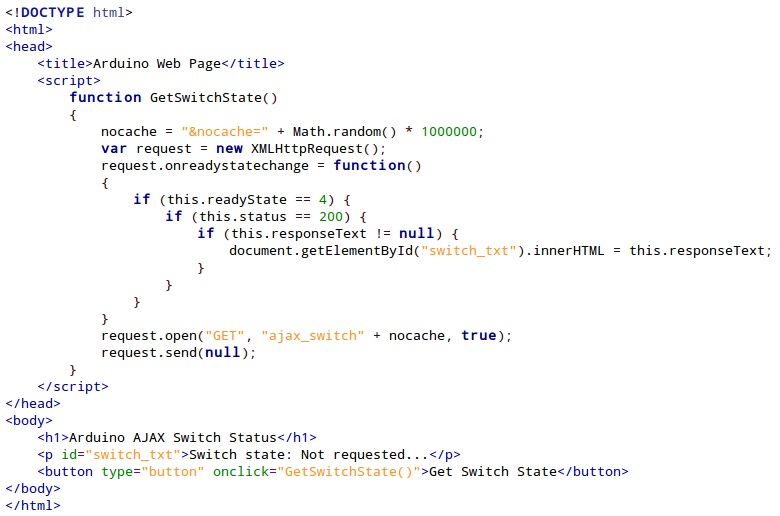 <!DOCTYPE html>
<html>
<head>
    <title>Arduino Web Page</title>
    <script>
        function GetSwitchState()
        {
            nocache = "&nocache=" + Math.random() * 1000000;
            var request = new XMLHttpRequest();
            request.onreadystatechange = function()
            {
                if (this.readyState == 4) {
                    if (this.status == 200) {
                        if (this.responseText != null) {
                            document.getElementById("switch_txt").innerHTML = this.responseText;
                        }
                    }
                }
            }
            request.open("GET", "ajax_switch" + nocache, true);
            request.send(null);
        }
    </script>
</head>
<body>
    <h1>Arduino AJAX Switch Status</h1>
    <p id="switch_txt">Switch state: Not requested...</p>
    <button type="button" onclick="GetSwitchState()">Get Switch State</button>
</body>
</html>